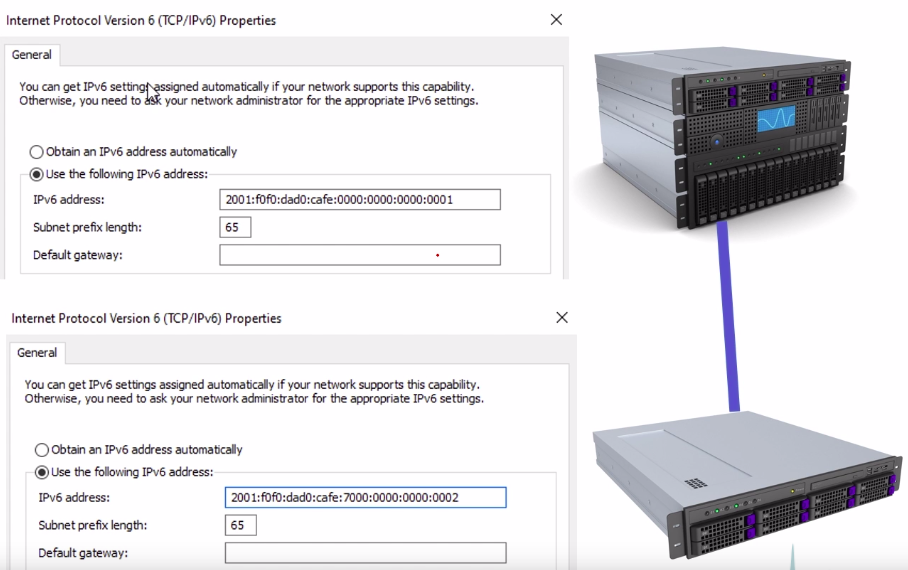 Internet Protocol Version 6 (TCP/IPv6) Properties
General
You can get IPv6 settings assigned automatically if your network supports this capability.
Otherwise, you need to ask your network administrator for the appropriate IPv6 settings.
Obtain an IPv6 address automatically
Use the following IPv6 address:
IPv6 address: 2001:f0f0:dad0:cafe:0000:0000:0000:0001
Subnet prefix length: 65
Default gateway:
Internet Protocol Version 6 (TCP/IPv6) Properties
General
You can get IPv6 settings assigned automatically if your network supports this capability.
Otherwise, you need to ask your network administrator for the appropriate IPv6 settings.
Obtain an IPv6 address automatically
Use the following IPv6 address:
IPv6 address: 2001:f0f0:dad0:cafe:7000:0000:0000:0002
Subnet prefix length: 65
Default gateway: